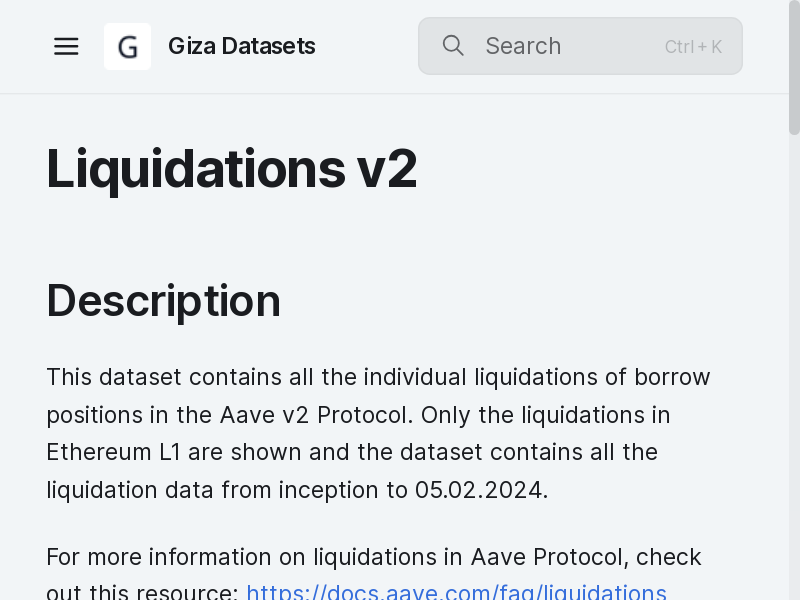 G Giza Datasets
Search Ctrl + K
Liquidations v2
Description
This dataset contains all the individual liquidations of borrow
positions in the Aave v2 Protocol. Only the liquidations in
Ethereum L1 are shown and the dataset contains all the
liquidation data from inception to 05.02.2024.
For more information on liquidations in Aave Protocol, check
out this resource: https://docs.aave.com/faq/liquidations